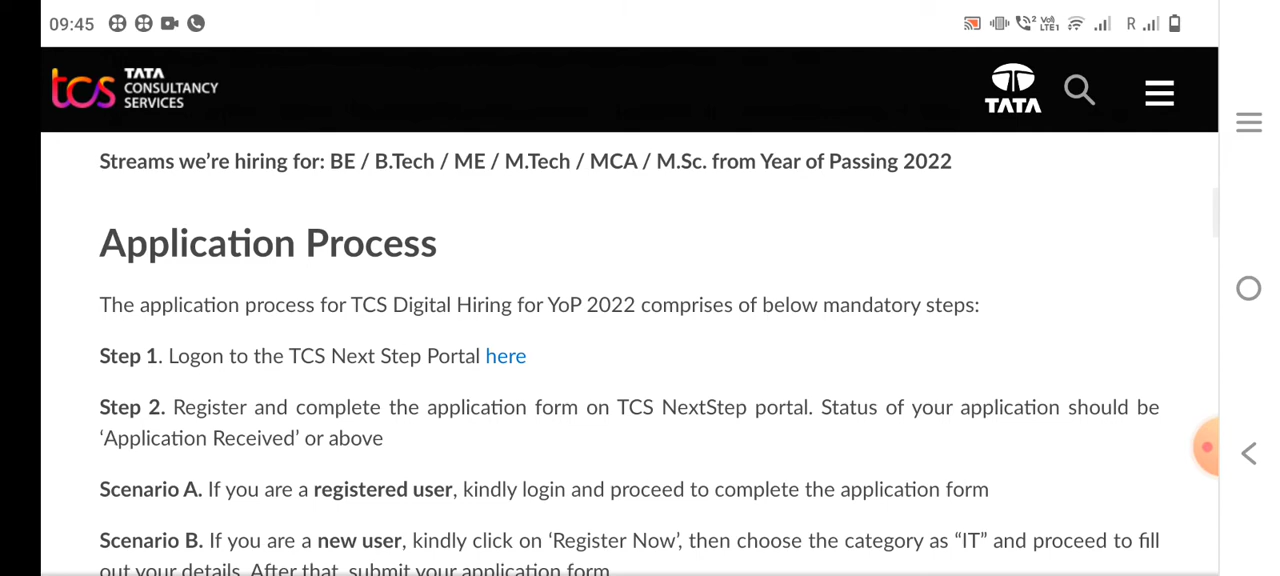 09:45
Vo) 2
LTE1
R
tcs TATA
CONSULTANCY
SERVICES
TATA
Streams we’re hiring for: BE / B.Tech / ME / M.Tech / MCA / M.Sc. from Year of Passing 2022
Application Process
The application process for TCS Digital Hiring for YoP 2022 comprises of below mandatory steps:
Step 1. Logon to the TCS Next Step Portal here
Step 2. Register and complete the application form on TCS NextStep portal. Status of your application should be
‘Application Received’ or above
Scenario A. If you are a registered user, kindly login and proceed to complete the application form
Scenario B. If you are a new user, kindly click on ‘Register Now’, then choose the category as “IT” and proceed to fill
out your details. After that, submit your application form